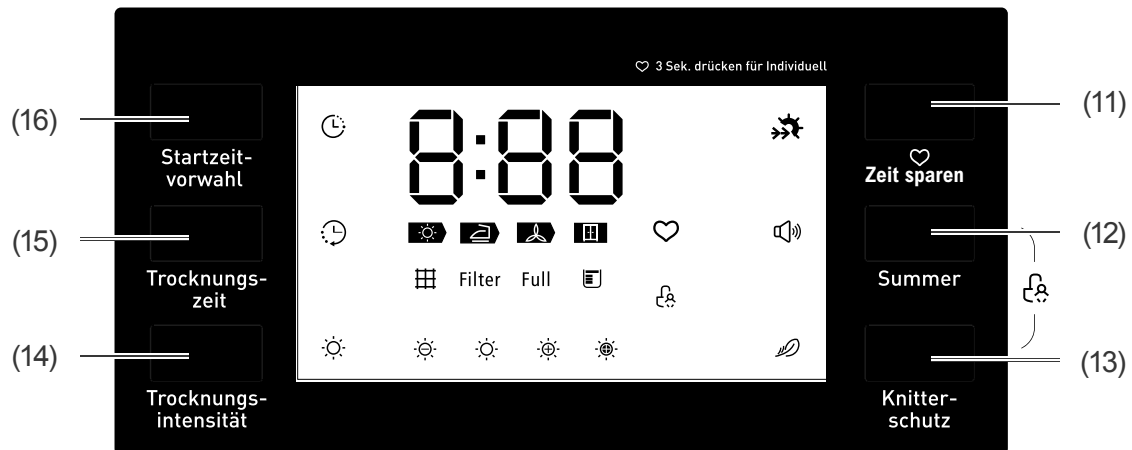 ♡ 3 Sek. drücken für Individuell
(16)
Startzeit-
vorwahl
8:88
(11)
Zeit sparen
(15)
Trocknungs-
zeit
Filter Full
(12)
Summer
(14)
Trocknungs-
intensität
(13)
Knitter-
schutz